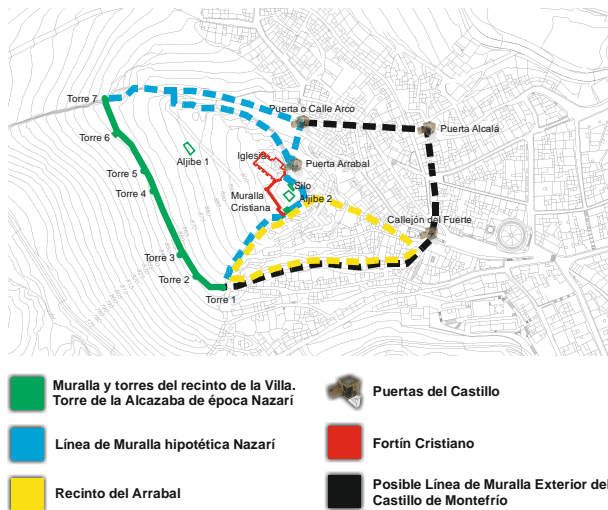 Torre 7
Puerta o Calle Arco
Puerta Alcalá
Torre 6
Aljibe 1
Iglesia
Puerta Arrabal
Torre 5
Torre 4
Silo
Muralla
Cristiana
Aljibe 2
Callejón del Fuerte
Torre 3
Torre 2
Torre 1
Muralla y torres del recinto de la Villa.
Torre de la Alcazaba de época Nazarí
Puertas del Castillo
Línea de Muralla hipotética Nazarí
Fortín Cristiano
Recinto del Arrabal
Posible Línea de Muralla Exterior del
Castillo de Montefrío